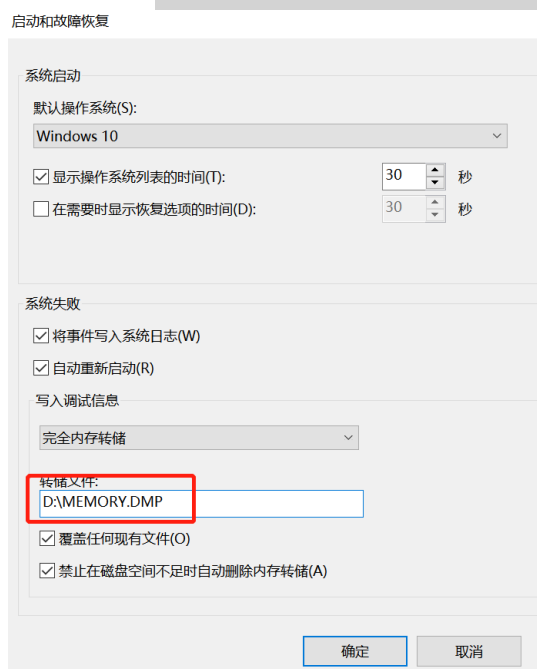 启动和故障恢复
系统启动
默认操作系统(S):
Windows 10
显示操作系统列表的时间(T): 30 秒
在需要时显示恢复选项的时间(D): 30 秒
系统失败
将事件写入系统日志(W)
自动重新启动(R)
写入调试信息
完全内存转储
转储文件:
D:\MEMORY.DMP
覆盖任何现有文件(O)
禁止在磁盘空间不足时自动删除内存转储(A)
确定 取消